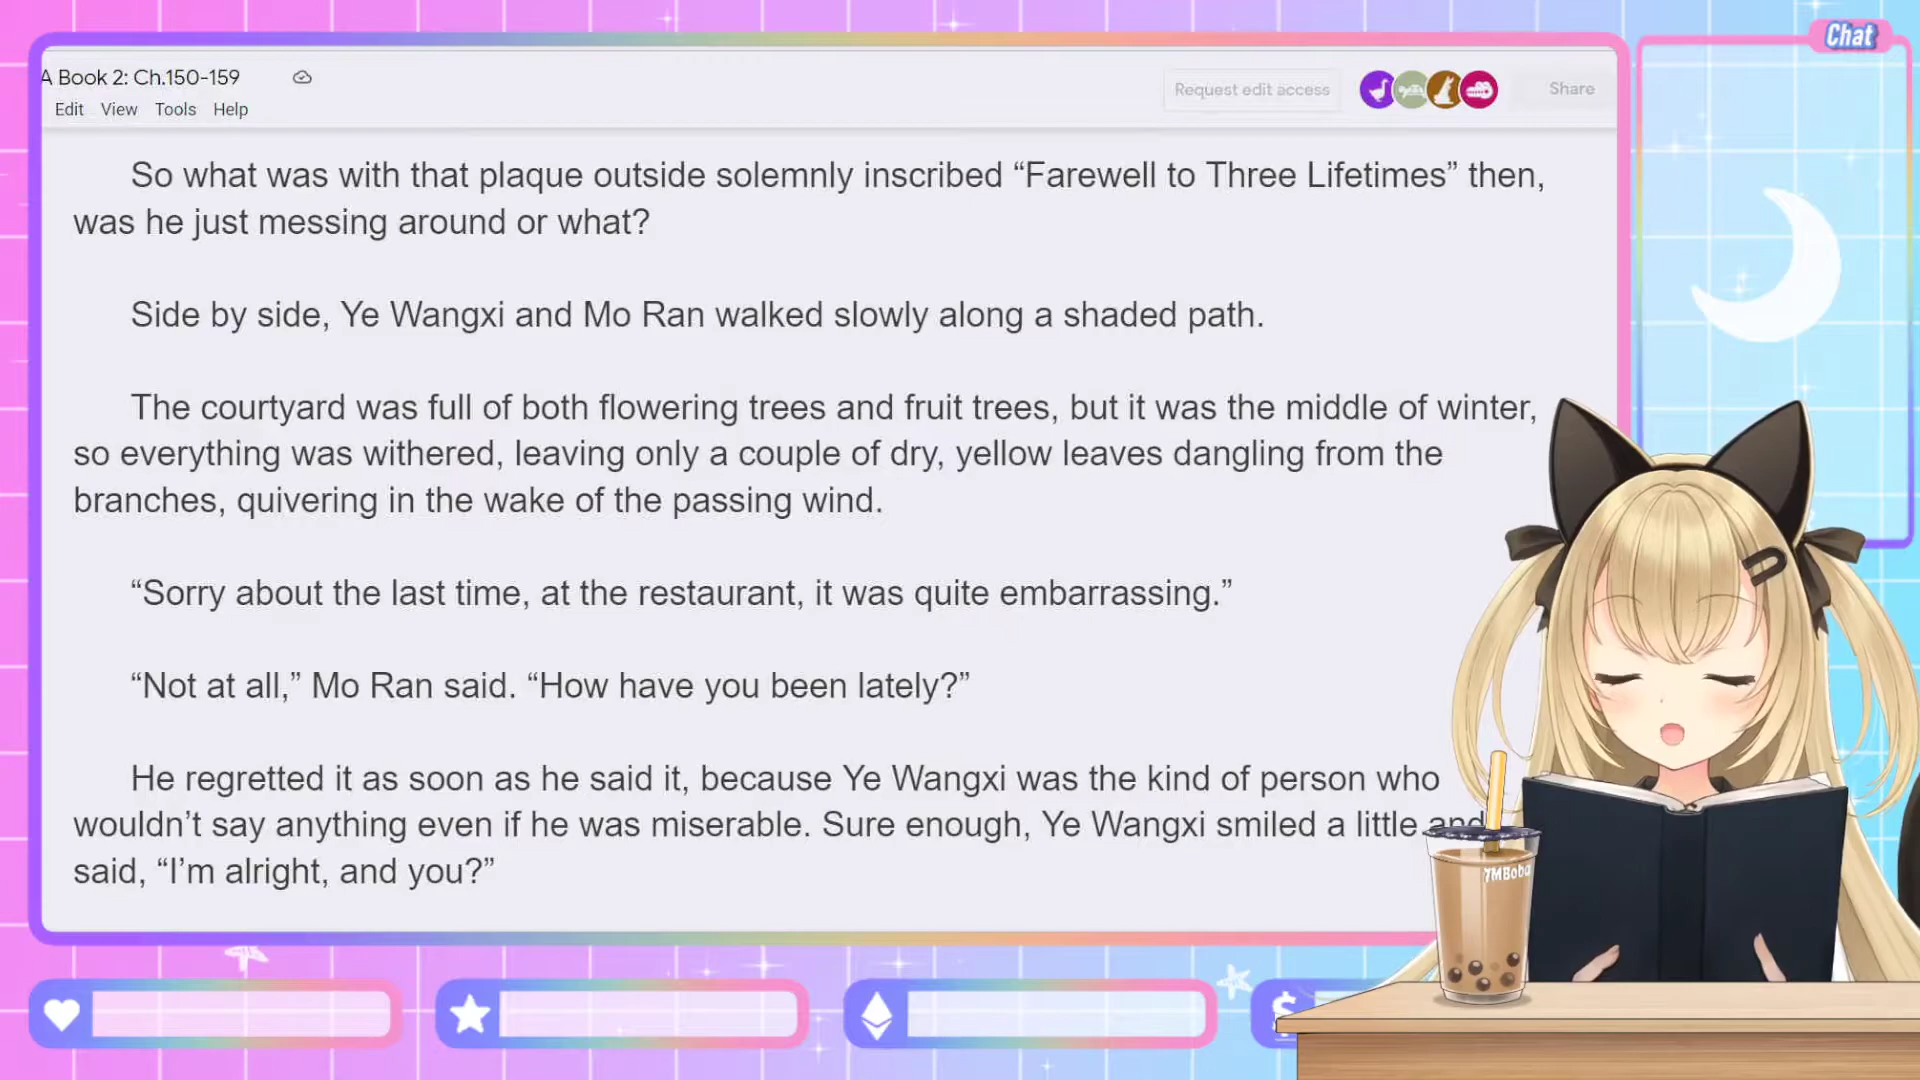 Chat
A Book 2: Ch.150-159
Edit View Tools Help
Request edit access
Share
So what was with that plaque outside solemnly inscribed “Farewell to Three Lifetimes” then,
was he just messing around or what?
Side by side, Ye Wangxi and Mo Ran walked slowly along a shaded path.
The courtyard was full of both flowering trees and fruit trees, but it was the middle of winter,
so everything was withered, leaving only a couple of dry, yellow leaves dangling from the
branches, quivering in the wake of the passing wind.
“Sorry about the last time, at the restaurant, it was quite embarrassing.”
“Not at all,” Mo Ran said. “How have you been lately?”
He regretted it as soon as he said it, because Ye Wangxi was the kind of person who
wouldn’t say anything even if he was miserable. Sure enough, Ye Wangxi smiled a little and
said, “I’m alright, and you?”
7MBoba